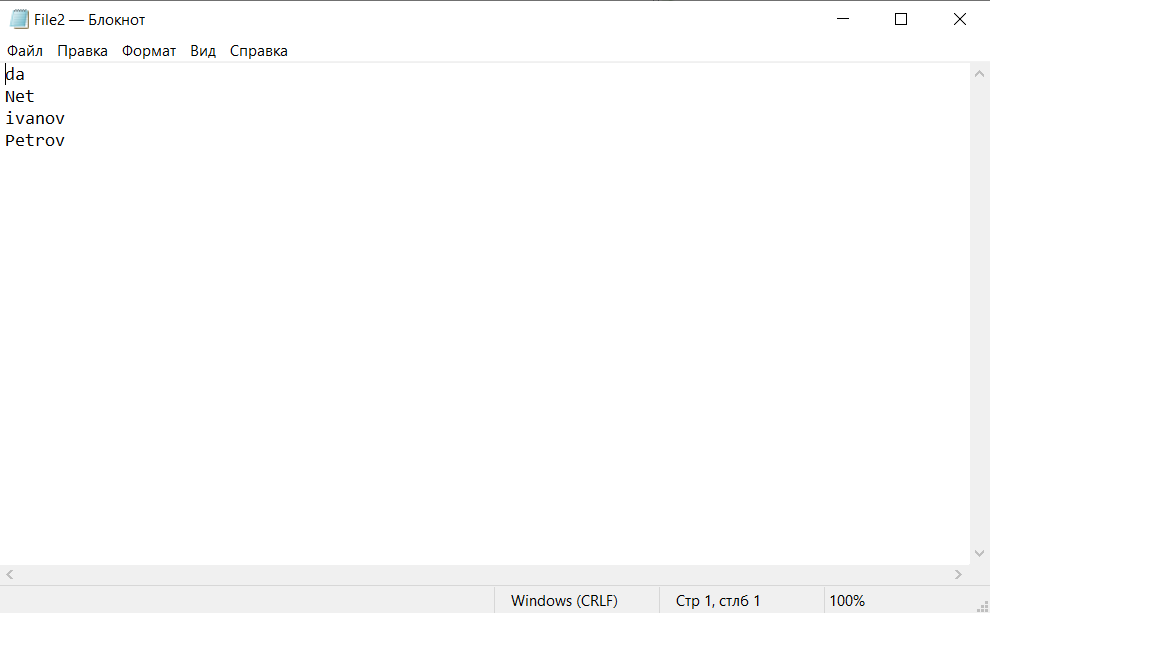 File2 — Блокнот
Файл Правка Формат Вид Справка
da
Net
ivanov
Petrov
Windows (CRLF) Стр 1, стлб 1 100%